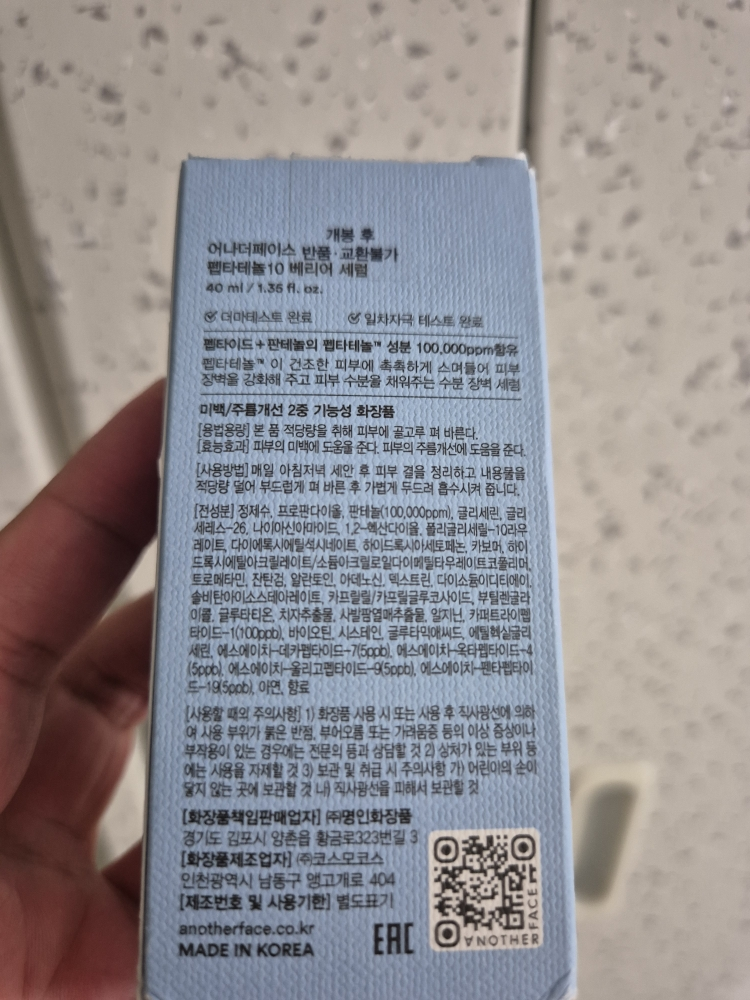 개봉 후
어나더페이스 반품·교환불가
펩타테놀10 베리어 세럼
40 ml / 1.35 fl. oz.
더마테스트 완료 일차자극 테스트 완료
펩타이드+판테놀의 펩타테놀™ 성분 100,000ppm함유
펩타테놀™ 이 건조한 피부에 촉촉하게 스며들어 피부
장벽을 강화해 주고 피부 수분을 채워주는 수분 장벽 세럼
미백/주름개선 2중 기능성 화장품
[용법용량] 본 품 적당량을 취해 피부에 골고루 펴 바른다.
[효능효과] 피부의 미백에 도움을 준다. 피부의 주름개선에 도움을 준다.
[사용방법] 매일 아침저녁 세안 후 피부 결을 정리하고 내용물을
적당량 덜어 부드럽게 펴 바른 후 가볍게 두드려 흡수시켜 줍니다.
[전성분] 정제수, 프로판다이올, 판테놀(100,000ppm), 글리세린, 글리
세레스-26, 나이아신아마이드, 1,2-헥산다이올, 폴리글리세릴-10라우
레이트, 다이에톡시에틸석시네이트, 하이드록시아세토페논, 카보머, 하이
드록시에틸아크릴레이트/소듐아크릴로일다이메틸타우레이트코폴리머,
트로메타민, 잔탄검, 알란토인, 아데노신, 덱스트린, 다이소듐이디티에이,
솔비탄아이소스테아레이트, 카프릴릴/카프릴글루코사이드, 부틸렌글라
이콜, 글루타티온, 치자추출물, 사발팜열매추출물, 알지닌, 카퍼트라이펩
타이드-1(100ppb), 바이오틴, 시스테인, 글루타믹애씨드, 에틸헥실글리
세린, 에스에이치-데카펩타이드-7(5ppb), 에스에이치-옥타펩타이드-4
(5ppb), 에스에이치-올리고펩타이드-9(5ppb), 에스에이치-펜타펩타이
드-19(5ppb), 아연, 향료
[사용할 때의 주의사항] 1) 화장품 사용 시 또는 사용 후 직사광선에 의하
여 사용 부위가 붉은 반점, 부어오름 또는 가려움증 등의 이상 증상이나
부작용이 있는 경우에는 전문의 등과 상담할 것 2) 상처가 있는 부위 등
에는 사용을 자제할 것 3) 보관 및 취급 시 주의사항 가) 어린이의 손이
닿지 않는 곳에 보관할 것 나) 직사광선을 피해서 보관할 것
[화장품책임판매업자] ㈜명인화장품
경기도 김포시 양촌읍 황금로323번길 3
[화장품제조업자] ㈜코스모코스
인천광역시 남동구 앵고개로 404
[제조번호 및 사용기한] 별도표기
anotherface.co.kr
MADE IN KOREA
EAC
ANOTHER FACE